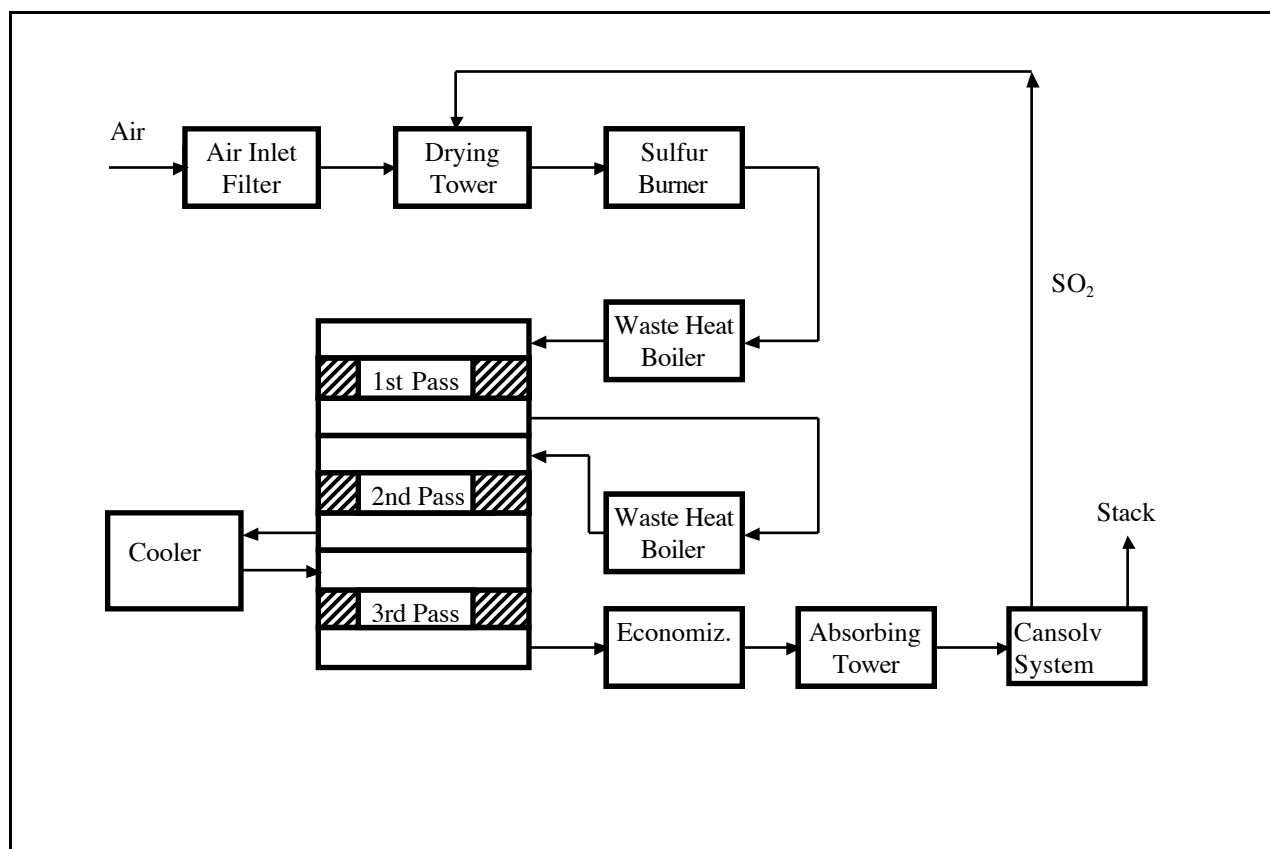 Air
Air Inlet
Filter
Drying
Tower
Sulfur
Burner
SO₂
Waste Heat
Boiler
1st Pass
2nd Pass
Waste Heat
Boiler
Stack
Cooler
3rd Pass
Economiz.
Absorbing
Tower
Cansolv
System